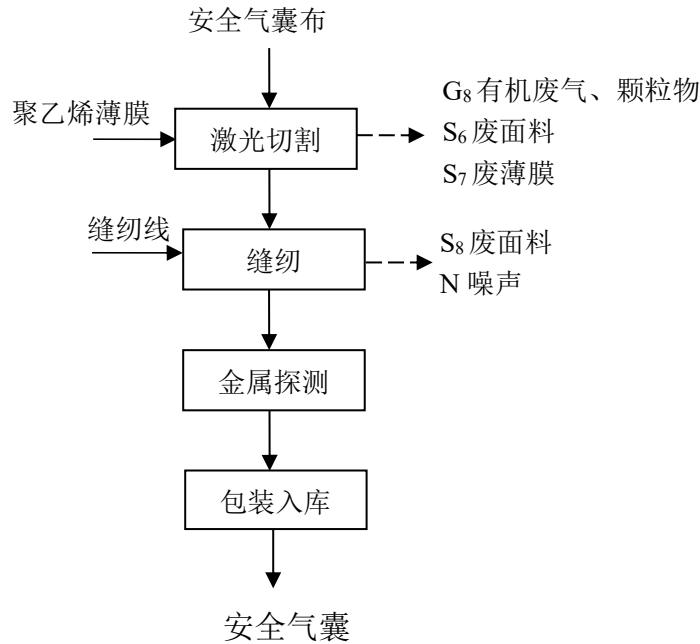 安全气囊布
聚乙烯薄膜
激光切割
G₈有机废气、颗粒物
S₆废面料
S₇废薄膜
缝纫线
缝纫
S₈废面料
N 噪声
金属探测
包装入库
安全气囊